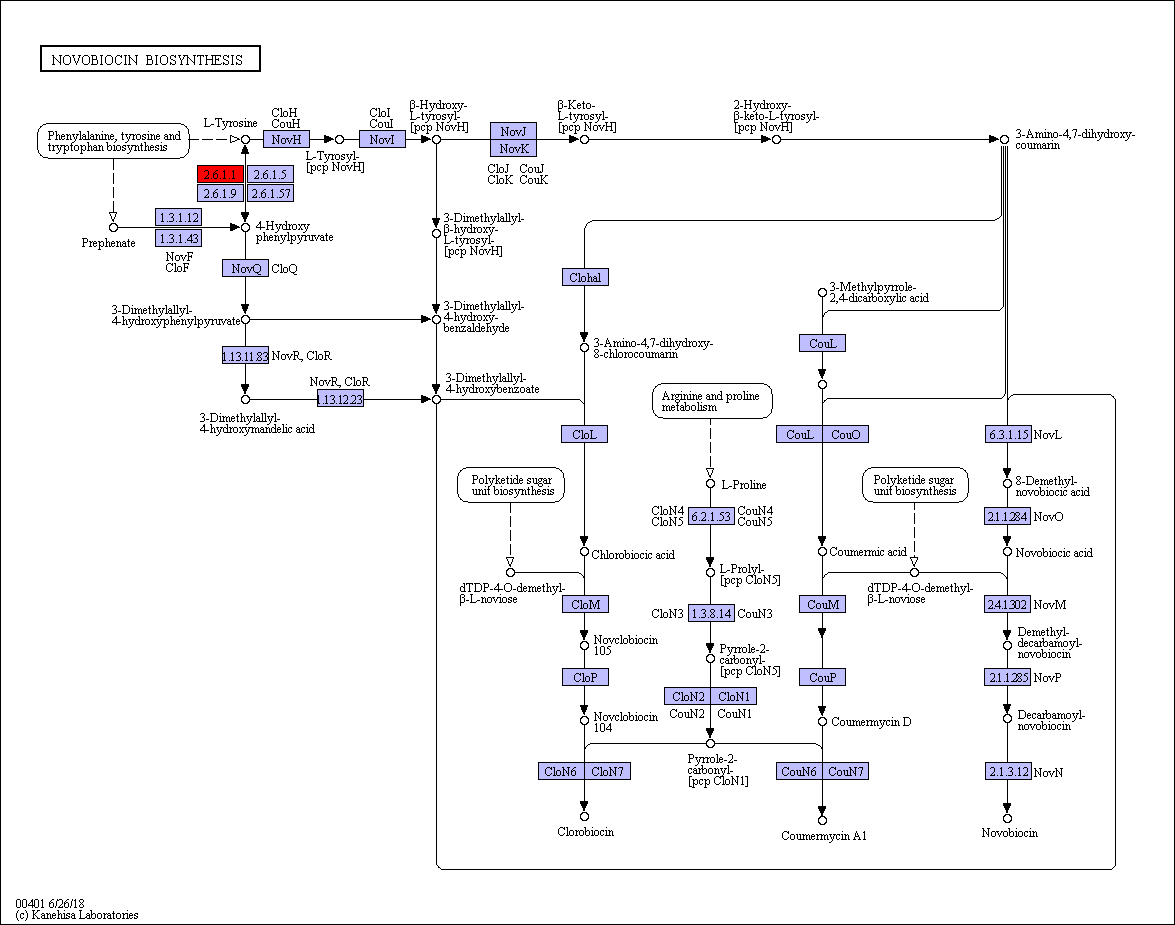 NOVOBIOCIN BIOSYNTHESIS
Phenylalanine, tyrosine and
tryptophan biosynthesis
L-Tyrosine
CloH
CouH
NovH
L-Tyrosyl-
[pcp NovH]
CloI
CouI
NovI
β-Hydroxy-
L-tyrosyl-
[pcp NovH]
NovJ
NovK
CloJ CouJ
CloK CouK
β-Keto-
L-tyrosyl-
[pcp NovH]
2-Hydroxy-
β-keto-L-tyrosyl-
[pcp NovH]
3-Amino-4,7-dihydroxy-
coumarin
2.6.1.1 2.6.1.5
2.6.1.9 2.6.1.57
Prephenate
1.3.1.12
1.3.1.43
NovF
CloF
4-Hydroxy
phenylpyruvate
NovQ CloQ
3-Dimethylallyl-
β-hydroxy-
L-tyrosyl-
[pcp NovH]
Clohal
3-Methylpyrrole-
2,4-dicarboxylic acid
3-Dimethylallyl-
4-hydroxyphenylpyruvate
3-Dimethylallyl-
4-hydroxy-
benzaldehyde
CouL
3-Amino-4,7-dihydroxy-
8-chlorocoumarin
1.13.11.83 NovR, CloR
NovR, CloR
1.13.12.23
3-Dimethylallyl-
4-hydroxybenzoate
3-Dimethylallyl-
4-hydroxymandelic acid
Arginine and proline
metabolism
CloL
CouL CouO
6.3.1.15 NovL
Polyketide sugar
unif biosynthesis
L-Proline
Polyketide sugar
unif biosynthesis
8-Demethyl-
novobiocic acid
CloN4
CloN5
6.2.1.53
CouN4
CouN5
2.1.1.284 NovO
Chlorobiocic acid
Coumermic acid
Novobiocic acid
L-Prolyl-
[pcp CloN5]
dTDP-4-O-demethyl-
β-L-noviose
dTDP-4-O-demethyl-
β-L-noviose
CloM
CloN3 1.3.8.14 CouN3
CouM
2.4.1.302 NovM
Novclobiocin
105
Pyrrole-2-
carbonyl-
[pcp CloN5]
Demethyl-
decarbamoyl-
novobiocin
CloP
CouP
2.1.1.285 NovP
CloN2 CloN1
CouN2 CouN1
Novclobiocin
104
Coumermycin D
Decarbamoyl-
novobiocin
Pyrrole-2-
carbonyl-
[pcp CloN1]
CloN6 CloN7
CouN6 CouN7
2.1.3.12 NovN
Clorobiocin
Coumermycin A1
Novobiocin
00401 6/26/18
(c) Kanehisa Laboratories